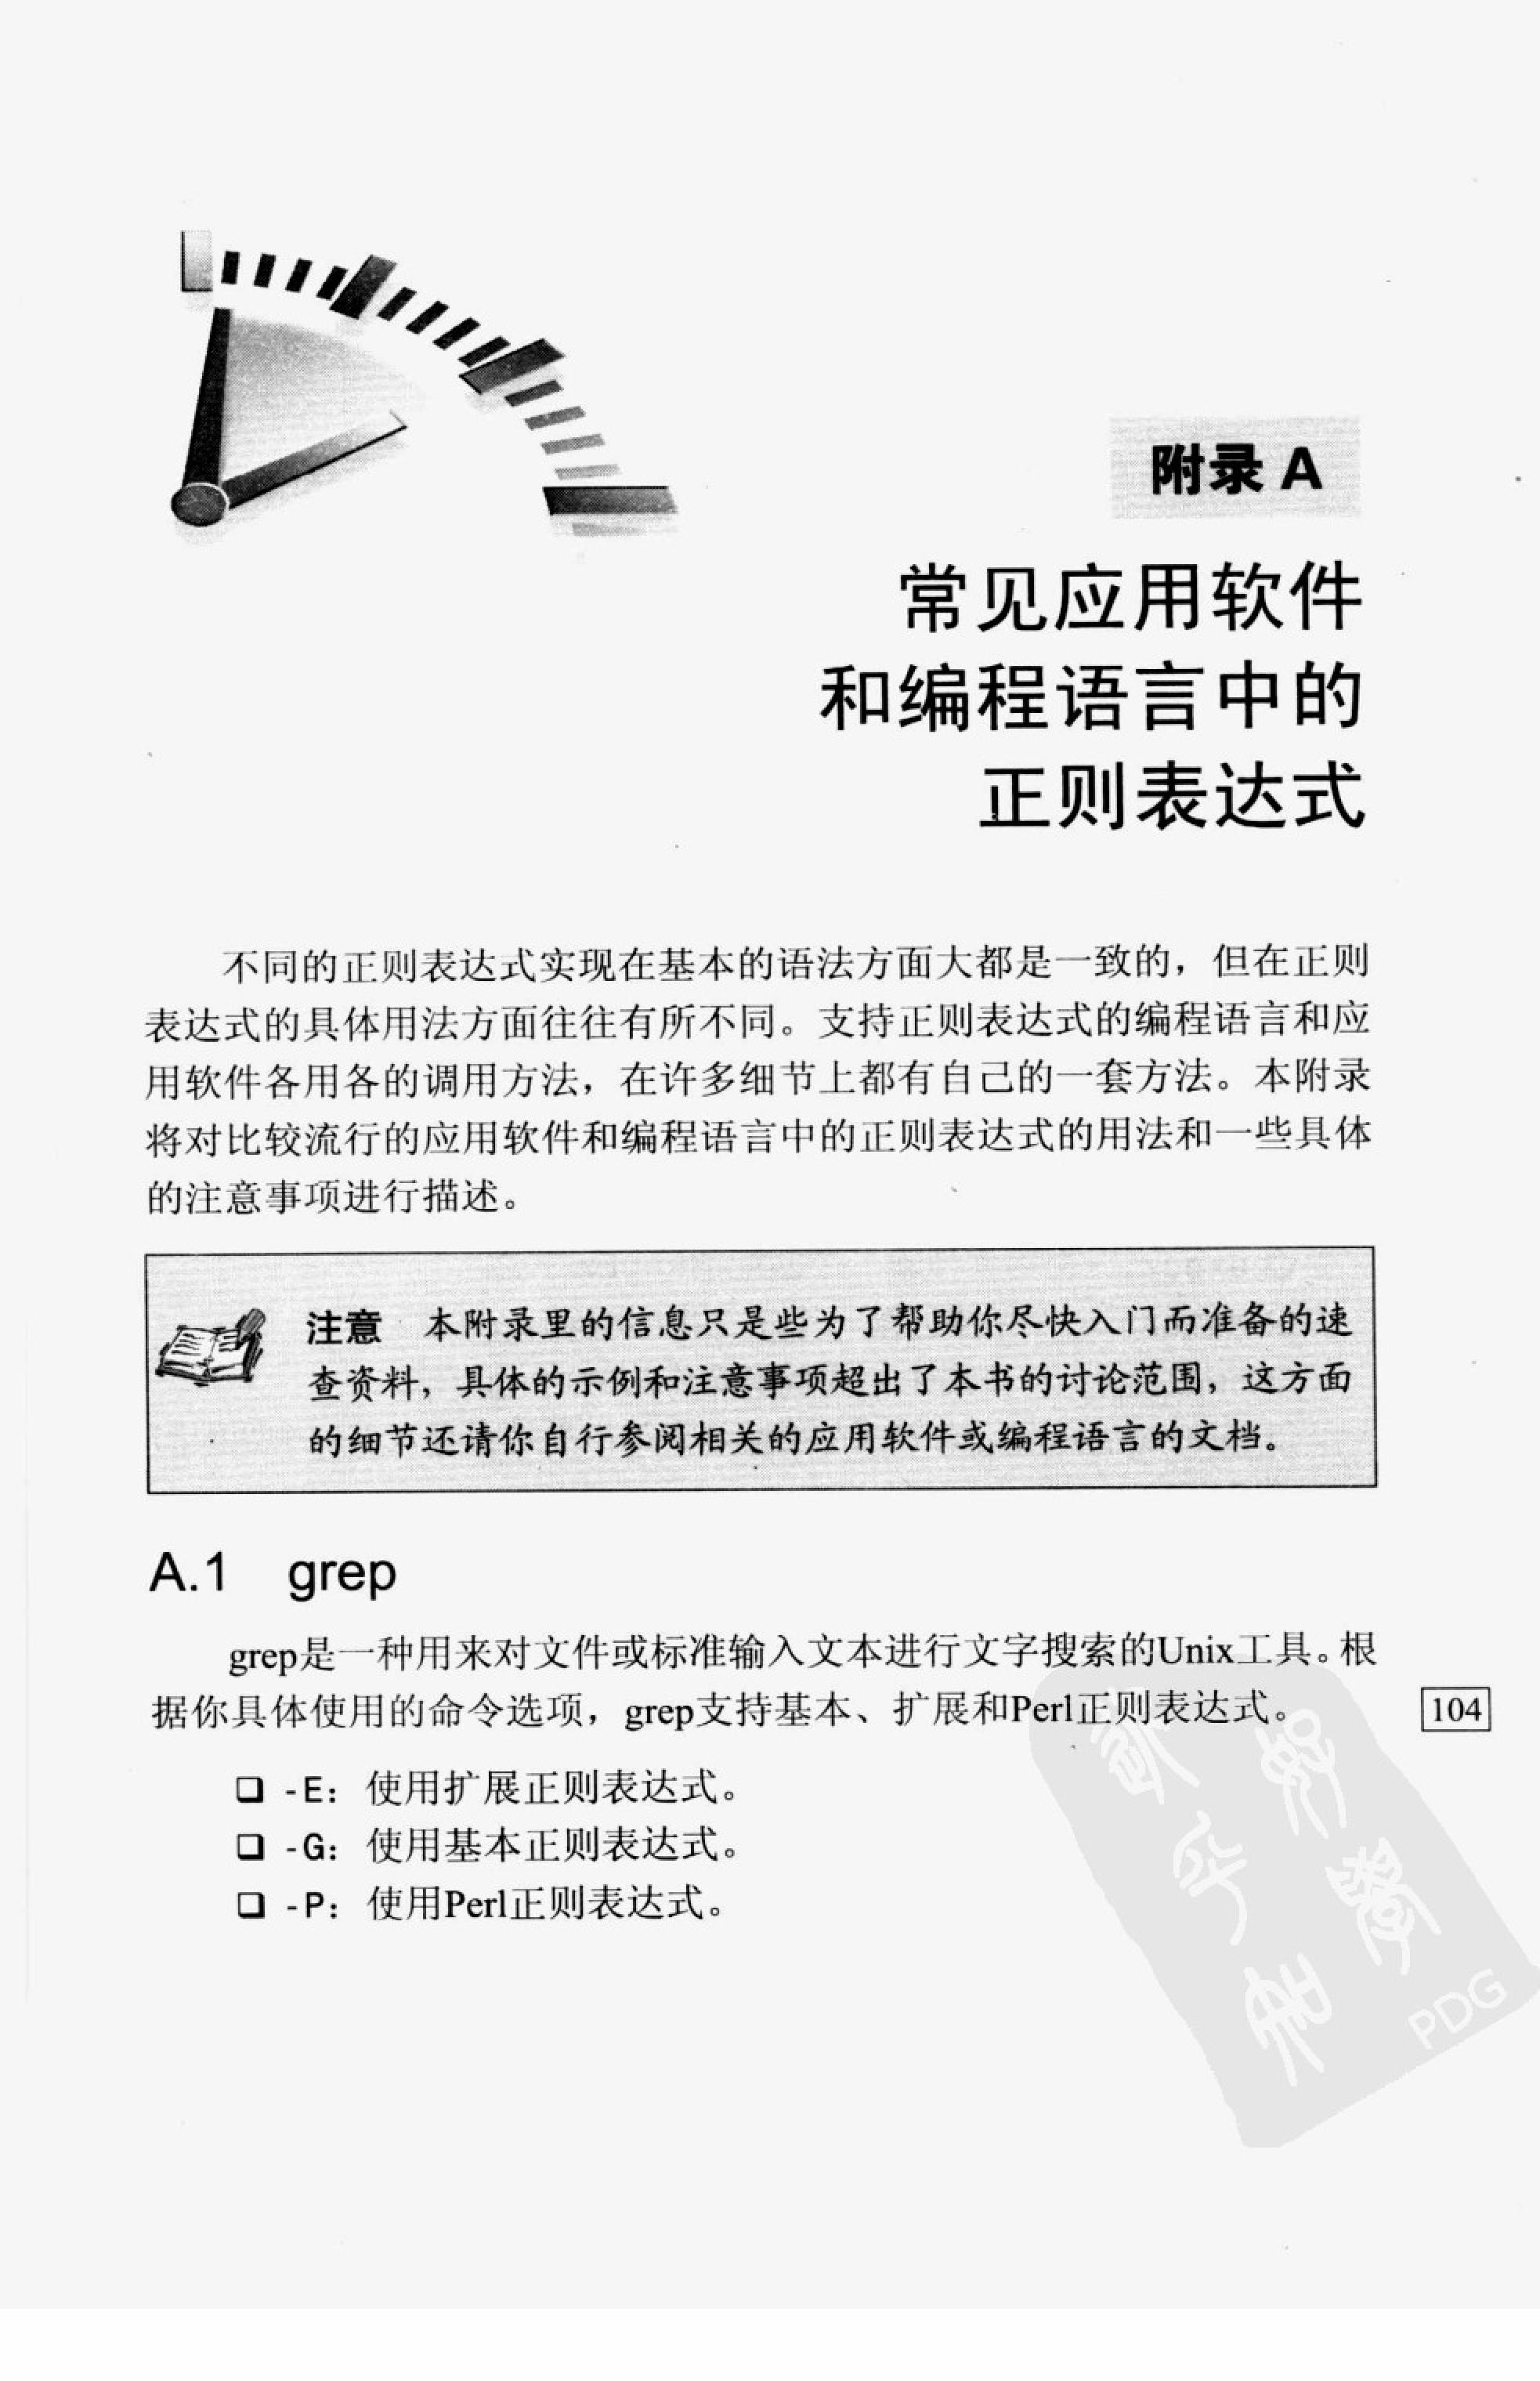 附录 A
常见应用软件
和编程语言中的
正则表达式
不同的正则表达式实现在基本的语法方面大都是一致的，但在正则
表达式的具体用法方面往往有所不同。支持正则表达式的编程语言和应
用软件各用各的调用方法，在许多细节上都有自己的一套方法。本附录
将对比较流行的应用软件和编程语言中的正则表达式的用法和一些具体
的注意事项进行描述。
注意 本附录里的信息只是些为了帮助你尽快入门而准备的速
查资料，具体的示例和注意事项超出了本书的讨论范围，这方面
的细节还请你自行参阅相关的应用软件或编程语言的文档。
A.1 grep
grep是一种用来对文件或标准输入文本进行文字搜索的Unix工具。根
据你具体使用的命令选项，grep支持基本、扩展和Perl正则表达式。
104
❑ -E：使用扩展正则表达式。
❑ -G：使用基本正则表达式。
❑ -P：使用Perl正则表达式。
PDG